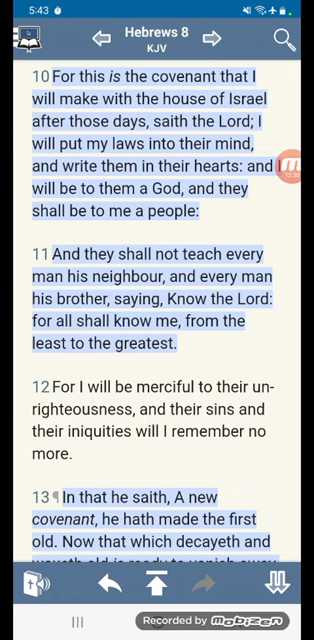 5:43
Hebrews 8
KJV
10 For this is the covenant that I
will make with the house of Israel
after those days, saith the Lord; I
will put my laws into their mind,
and write them in their hearts: and
will be to them a God, and they
shall be to me a people:
11 And they shall not teach every
man his neighbour, and every man
his brother, saying, Know the Lord:
for all shall know me, from the
least to the greatest.
12 For I will be merciful to their un-
righteousness, and their sins and
their iniquities will I remember no
more.
13 ¶ In that he saith, A new
covenant, he hath made the first
old. Now that which decayeth and
Recorded by mobizen